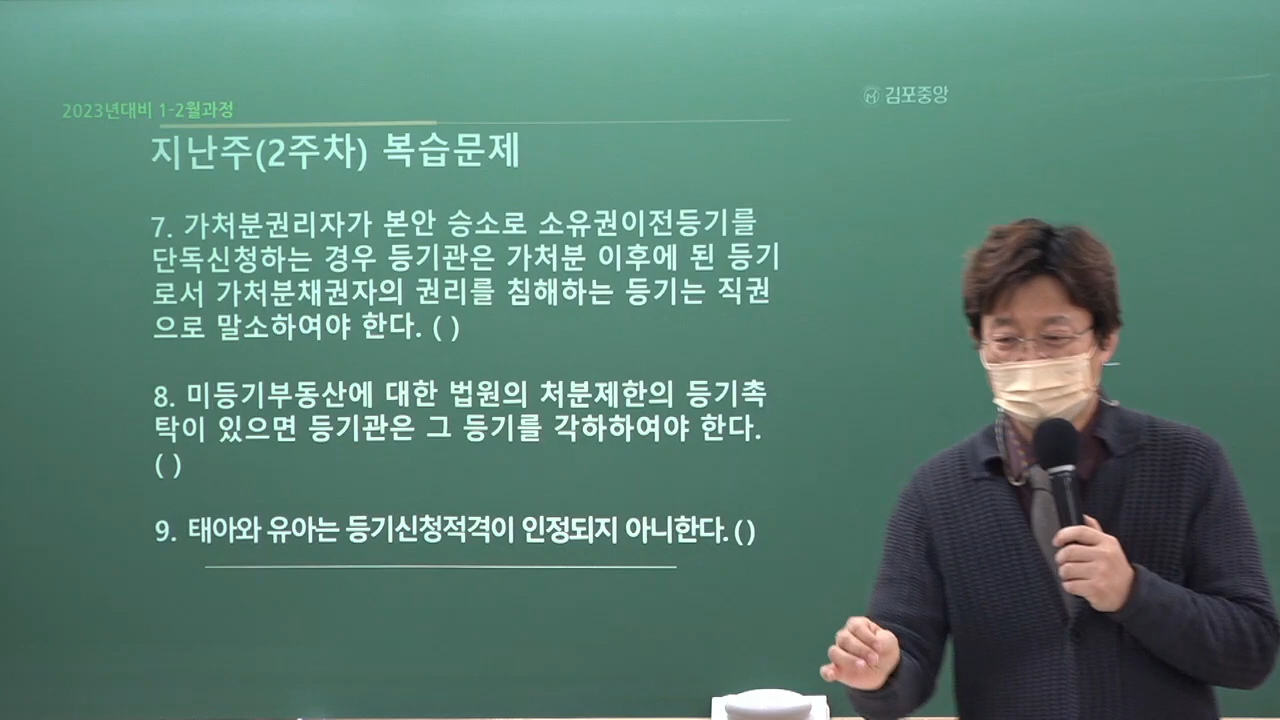 2023년대비 1-2월과정
김포중앙
지난주(2주차) 복습문제
7. 가처분권리자가 본안 승소로 소유권이전등기를
단독신청하는 경우 등기관은 가처분 이후에 된 등기
로서 가처분채권자의 권리를 침해하는 등기는 직권
으로 말소하여야 한다. ( )
8. 미등기부동산에 대한 법원의 처분제한의 등기촉
탁이 있으면 등기관은 그 등기를 각하하여야 한다.
( )
9. 태아와 유아는 등기신청적격이 인정되지 아니한다. ( )